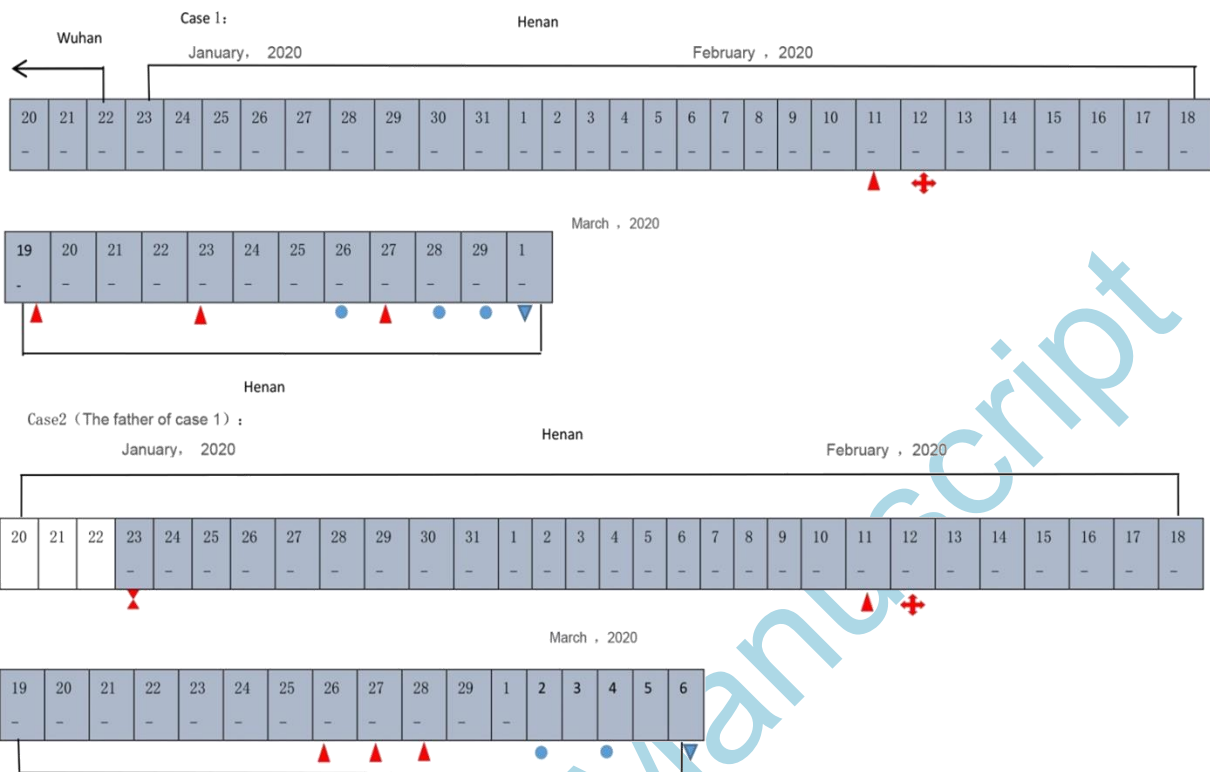 Case 1:
Wuhan
Henan
January, 2020
February , 2020
20 21 22 23 24 25 26 27 28 29 30 31 1 2 3 4 5 6 7 8 9 10 11 12 13 14 15 16 17 18
– – – – – – – – – – – – – – – – – – – – – – – – – – – – – –
March , 2020
19 20 21 22 23 24 25 26 27 28 29 1
- – – – – – – – – – – –
Henan
Case2（The father of case 1）:
Henan
January, 2020
February , 2020
20 21 22 23 24 25 26 27 28 29 30 31 1 2 3 4 5 6 7 8 9 10 11 12 13 14 15 16 17 18
– – – – – – – – – – – – – – – – – – – – – – – – – – –
March , 2020
19 20 21 22 23 24 25 26 27 28 29 1 2 3 4 5 6
– – – – – – – – – – – –
Manuscript